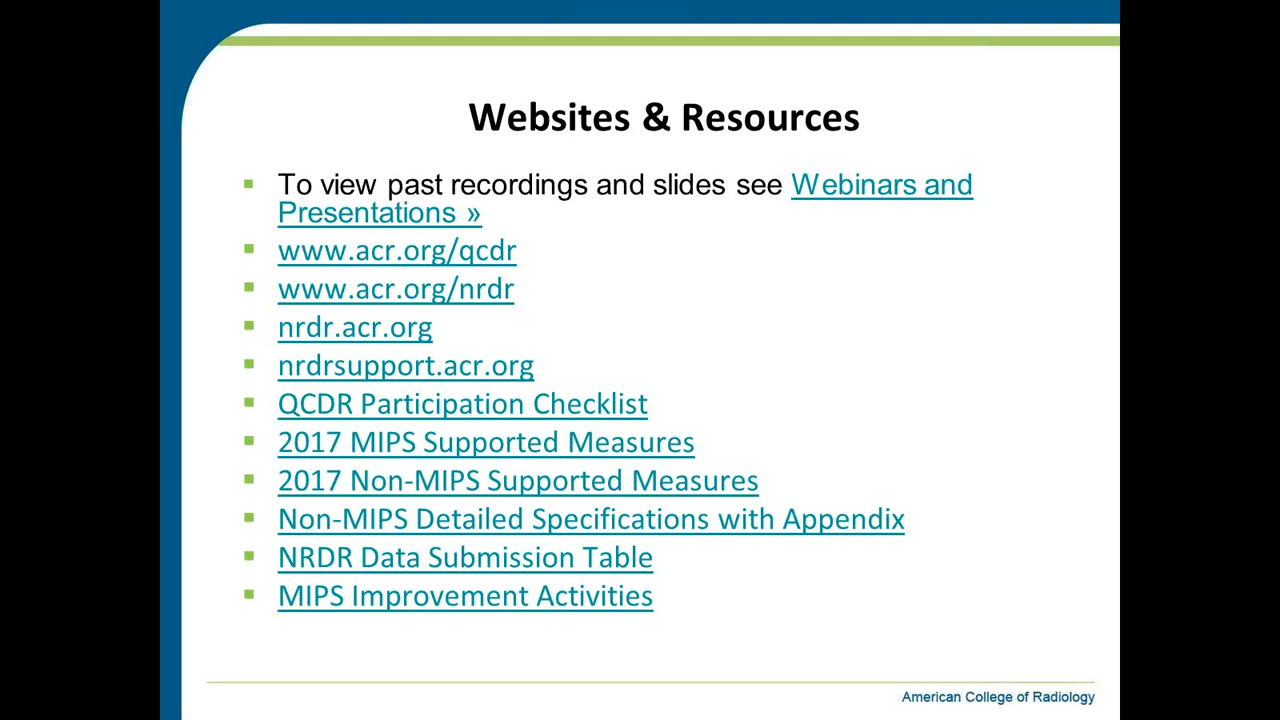 Websites & Resources
To view past recordings and slides see Webinars and
Presentations »
www.acr.org/qcdr
www.acr.org/nrdr
nrdr.acr.org
nrdrsupport.acr.org
QCDR Participation Checklist
2017 MIPS Supported Measures
2017 Non-MIPS Supported Measures
Non-MIPS Detailed Specifications with Appendix
NRDR Data Submission Table
MIPS Improvement Activities
American College of Radiology